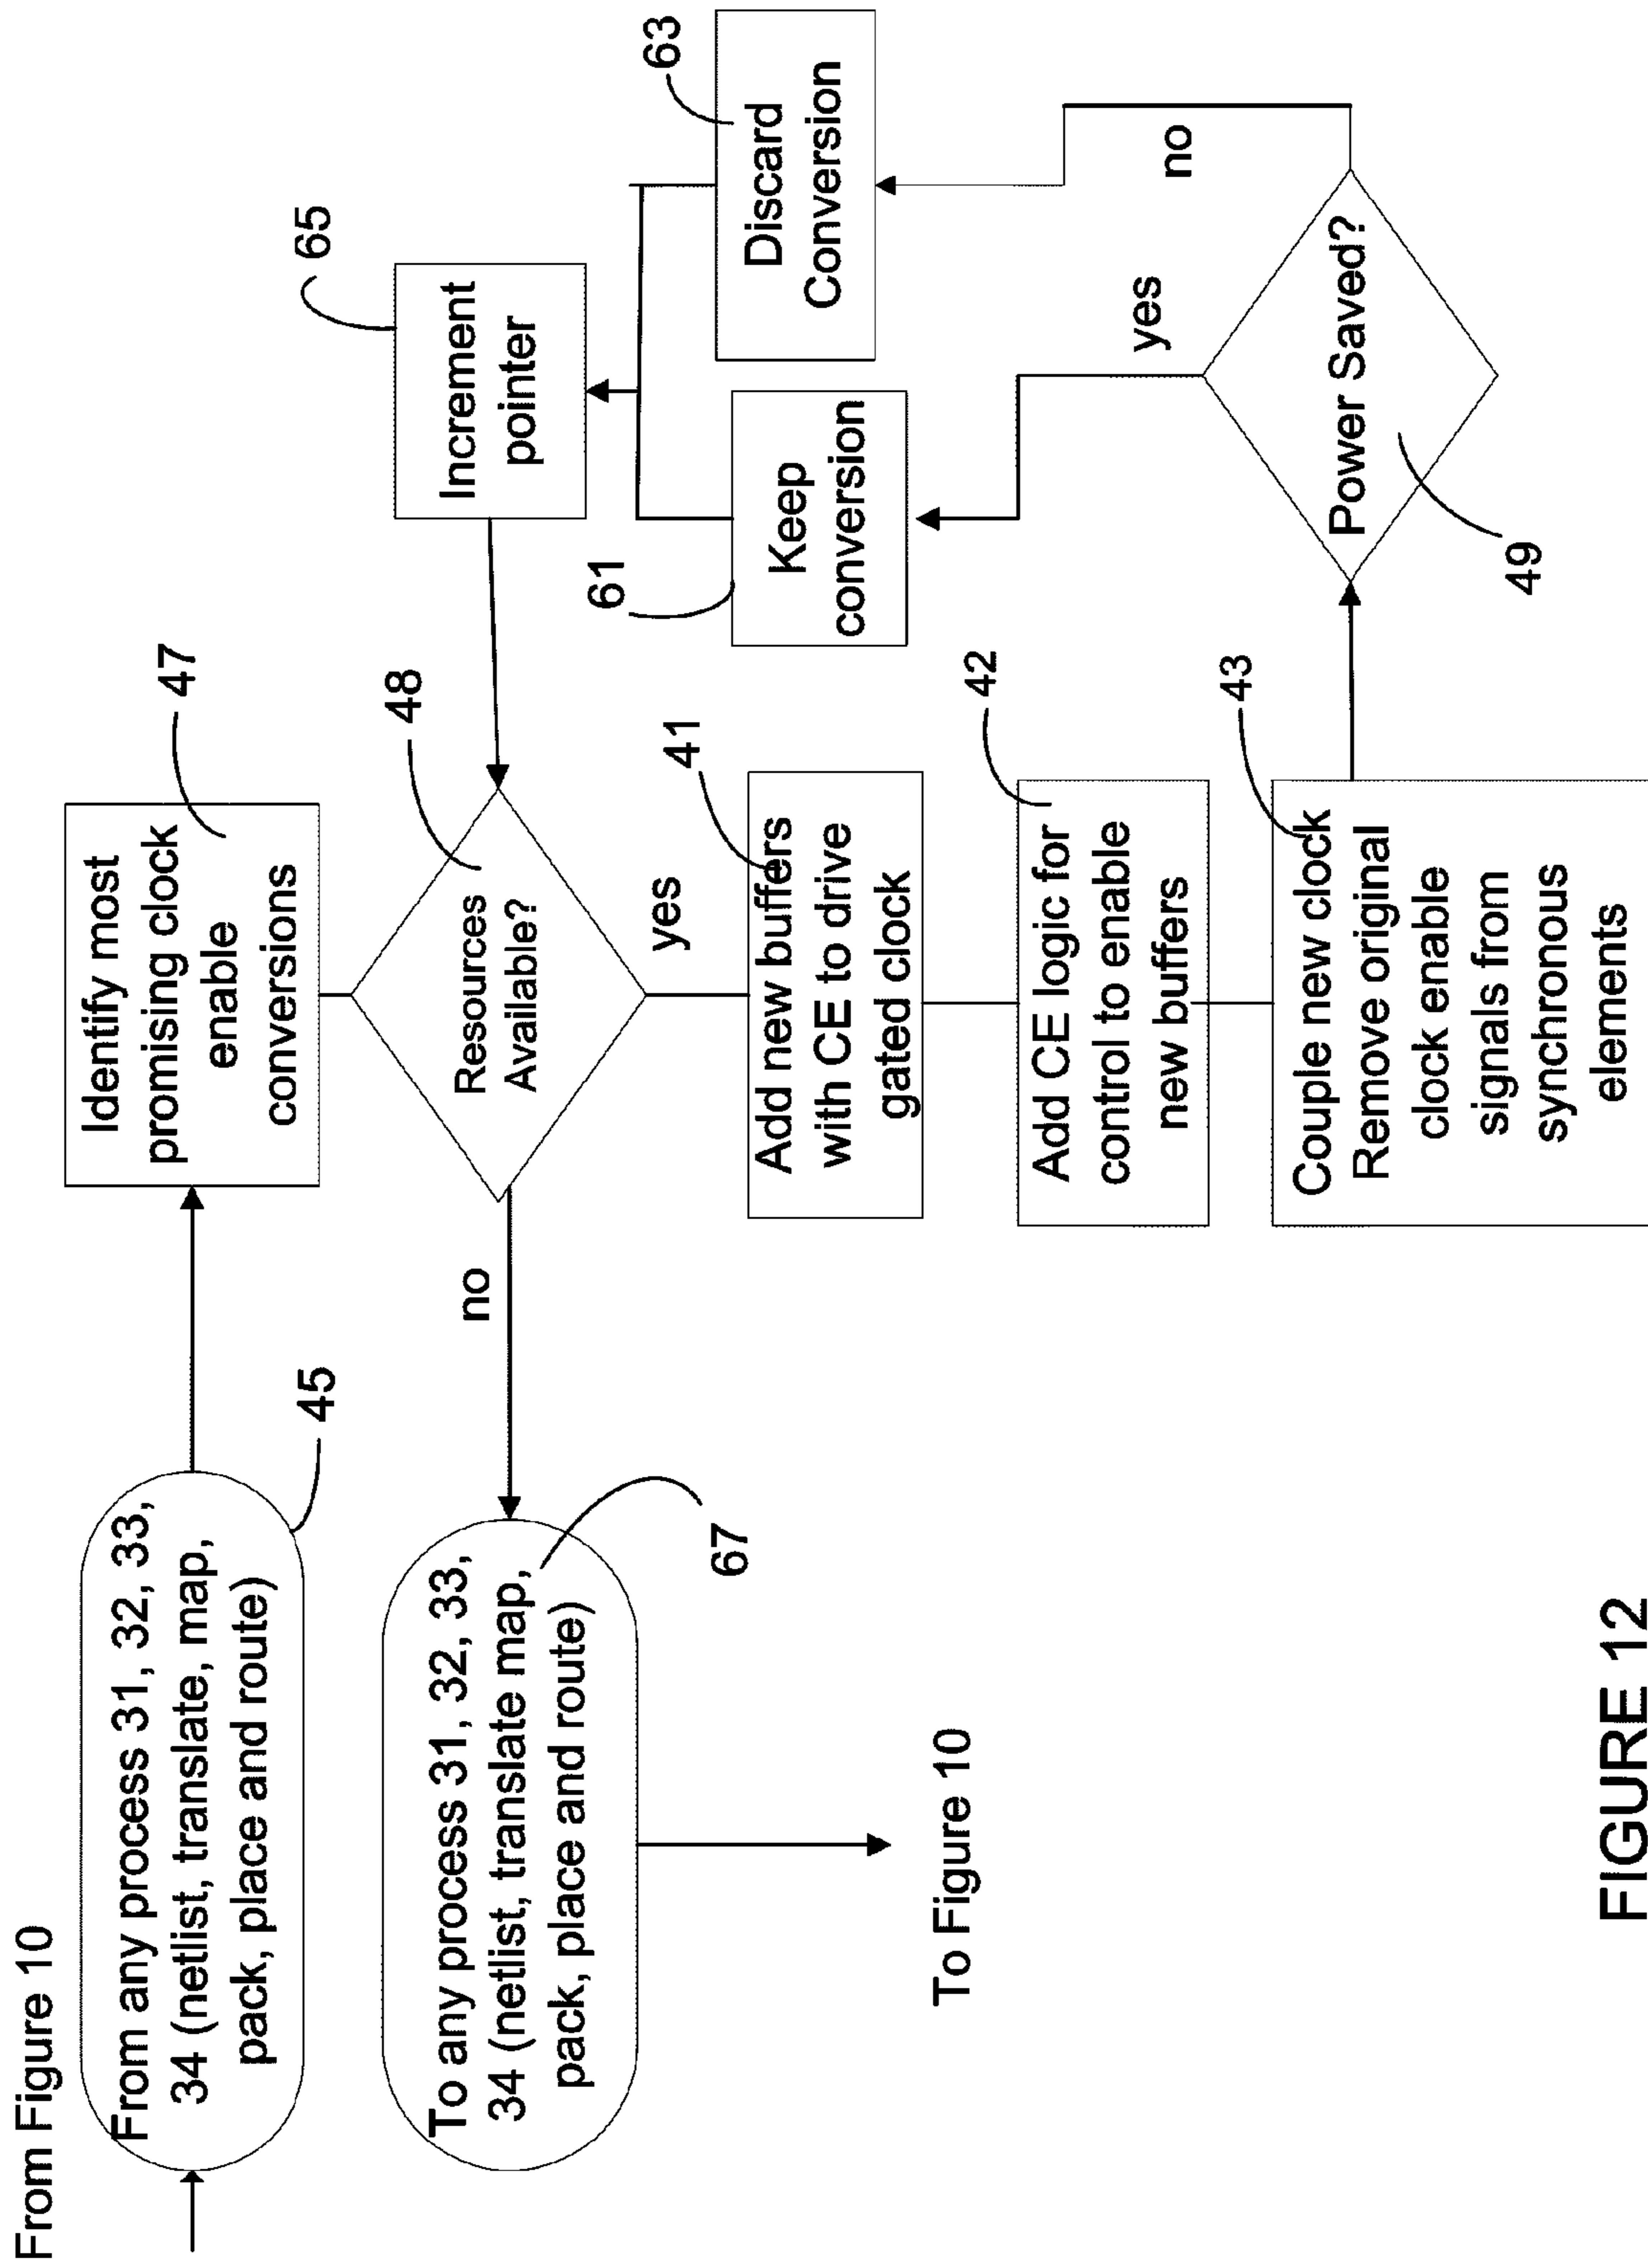 From Figure 10
From any process 31, 32, 33,
34 (netlist, translate, map,
pack, place and route)
45
Identify most
promising clock
enable
conversions
47
To any process 31, 32, 33,
34 (netlist, translate map,
pack, place and route)
67
To Figure 10
no
Resources
Available?
48
yes
Increment
pointer
65
Add new buffers
with CE to drive
gated clock
41
Add CE logic for
control to enable
new buffers
42
Couple new clock
Remove original
clock enable
signals from
synchronous
elements
43
Keep
conversion
61
Discard
Conversion
63
yes
no
Power Saved?
49
FIGURE 12